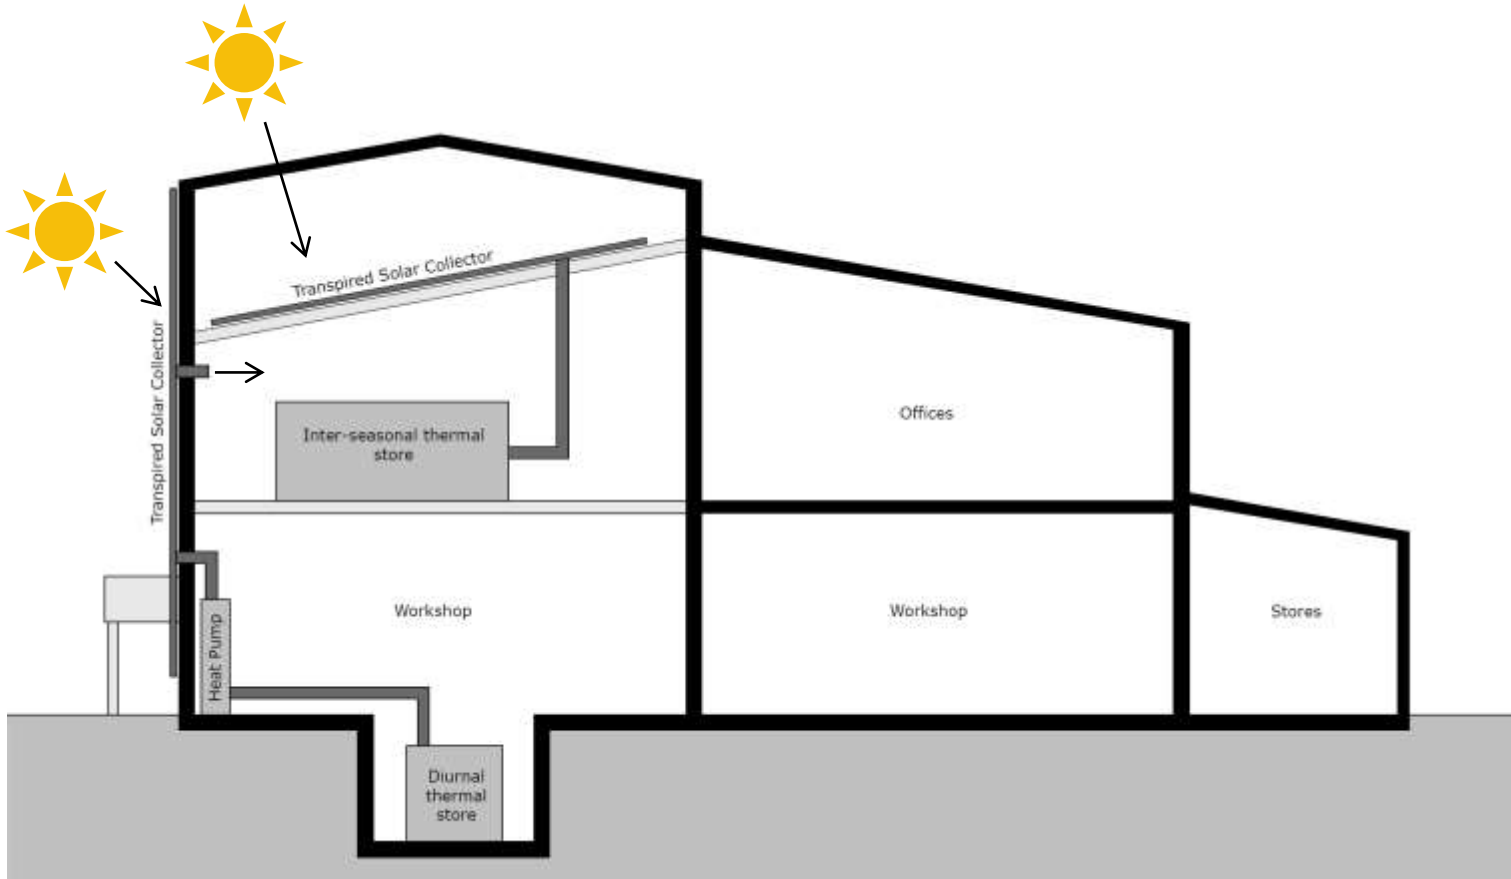 Transpired Solar Collector
Transpired Solar Collector
Inter-seasonal thermal
store
Offices
Workshop
Workshop
Stores
Heat Pump
Diurnal
thermal
store